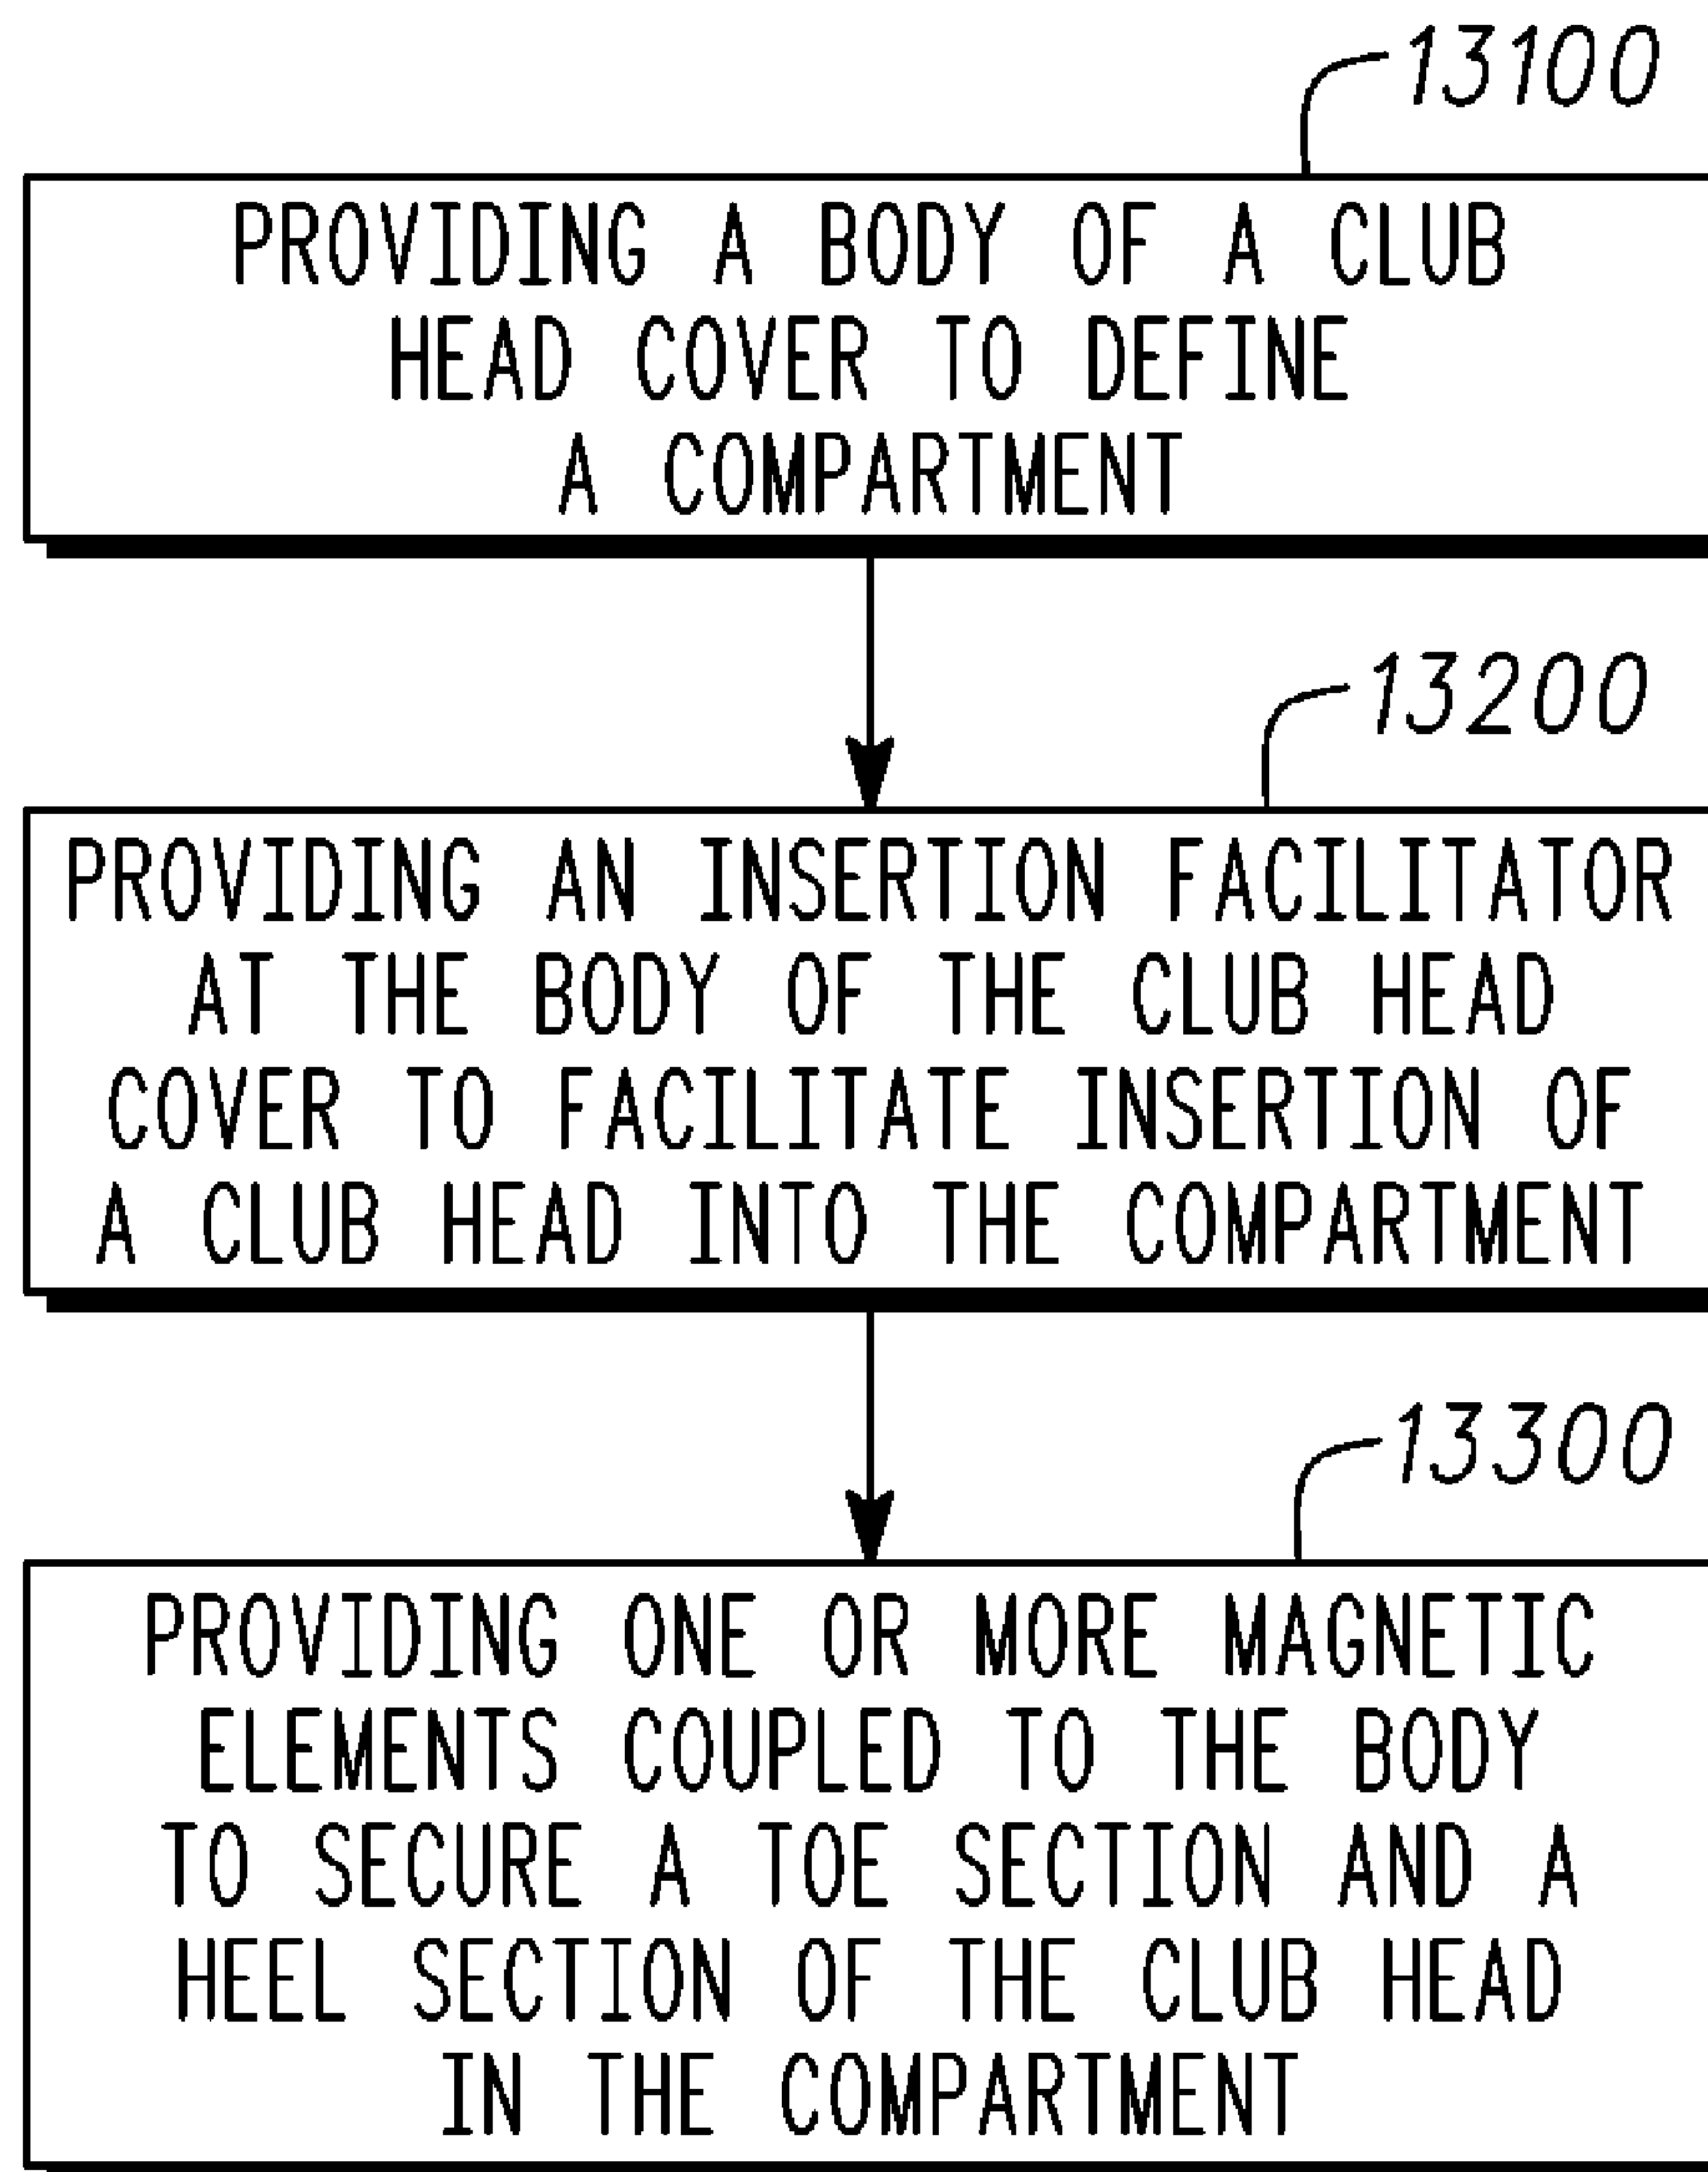 13100
PROVIDING A BODY OF A CLUB
HEAD COVER TO DEFINE
A COMPARTMENT
13200
PROVIDING AN INSERTION FACILITATOR
AT THE BODY OF THE CLUB HEAD
COVER TO FACILITATE INSERTION OF
A CLUB HEAD INTO THE COMPARTMENT
13300
PROVIDING ONE OR MORE MAGNETIC
ELEMENTS COUPLED TO THE BODY
TO SECURE A TOE SECTION AND A
HEEL SECTION OF THE CLUB HEAD
IN THE COMPARTMENT